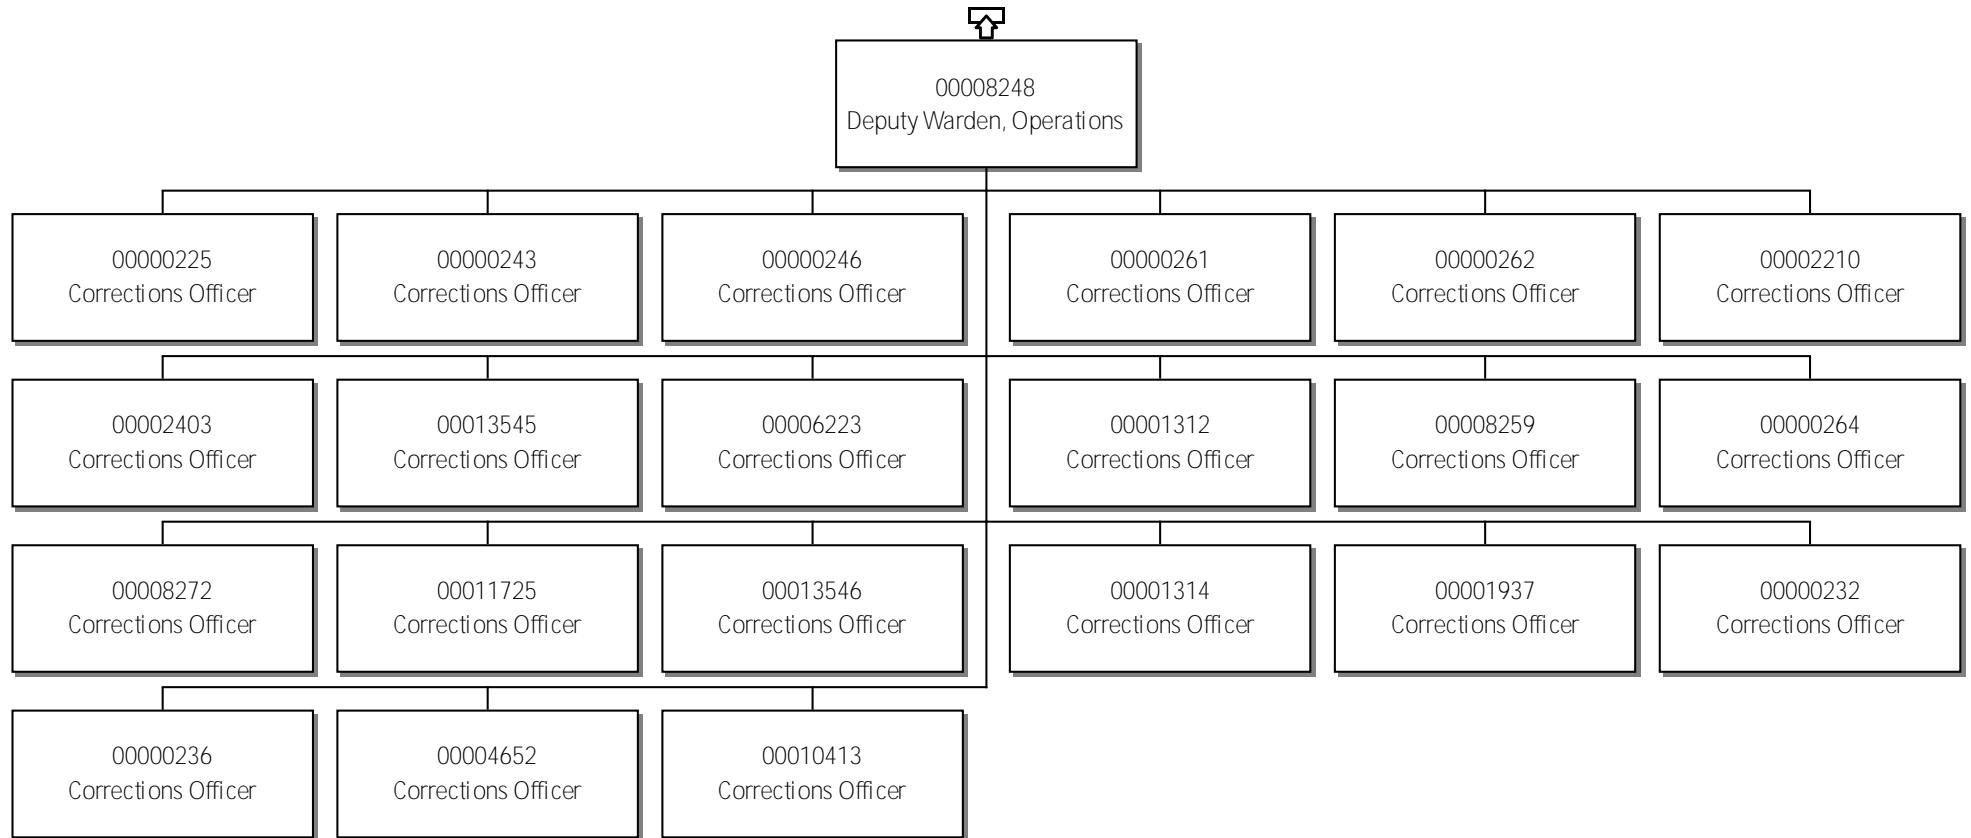 00008248
Deputy Warden, Operations
00000225
Corrections Officer
00000243
Corrections Officer
00000246
Corrections Officer
00000261
Corrections Officer
00000262
Corrections Officer
00002210
Corrections Officer
00002403
Corrections Officer
00013545
Corrections Officer
00006223
Corrections Officer
00001312
Corrections Officer
00008259
Corrections Officer
00000264
Corrections Officer
00008272
Corrections Officer
00011725
Corrections Officer
00013546
Corrections Officer
00001314
Corrections Officer
00001937
Corrections Officer
00000232
Corrections Officer
00000236
Corrections Officer
00004652
Corrections Officer
00010413
Corrections Officer